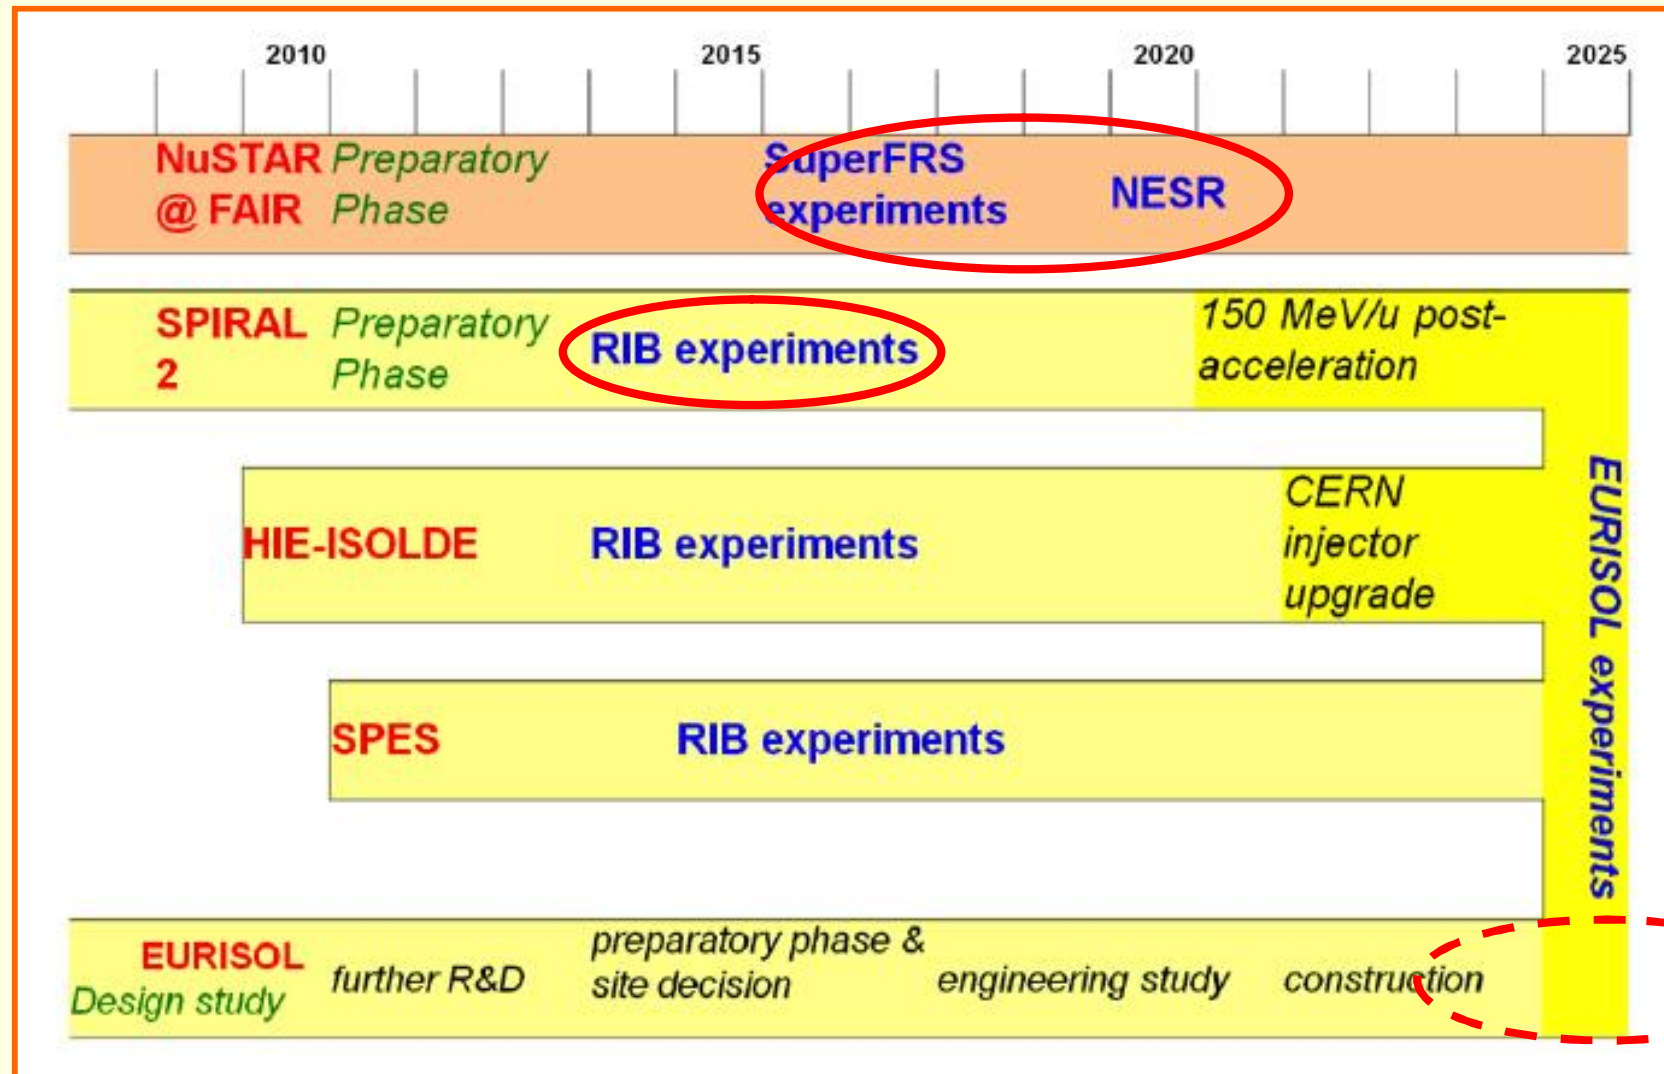 2010 2015 2020 2025
NuSTAR Preparatory SuperFRS
@ FAIR Phase experiments NESR
SPIRAL Preparatory RIB experiments 150 MeV/u post-
2 Phase acceleration
HIE-ISOLDE RIB experiments CERN
injector
upgrade
EURISOL experiments
SPES RIB experiments
EURISOL further R&D preparatory phase & engineering study construction
Design study site decision